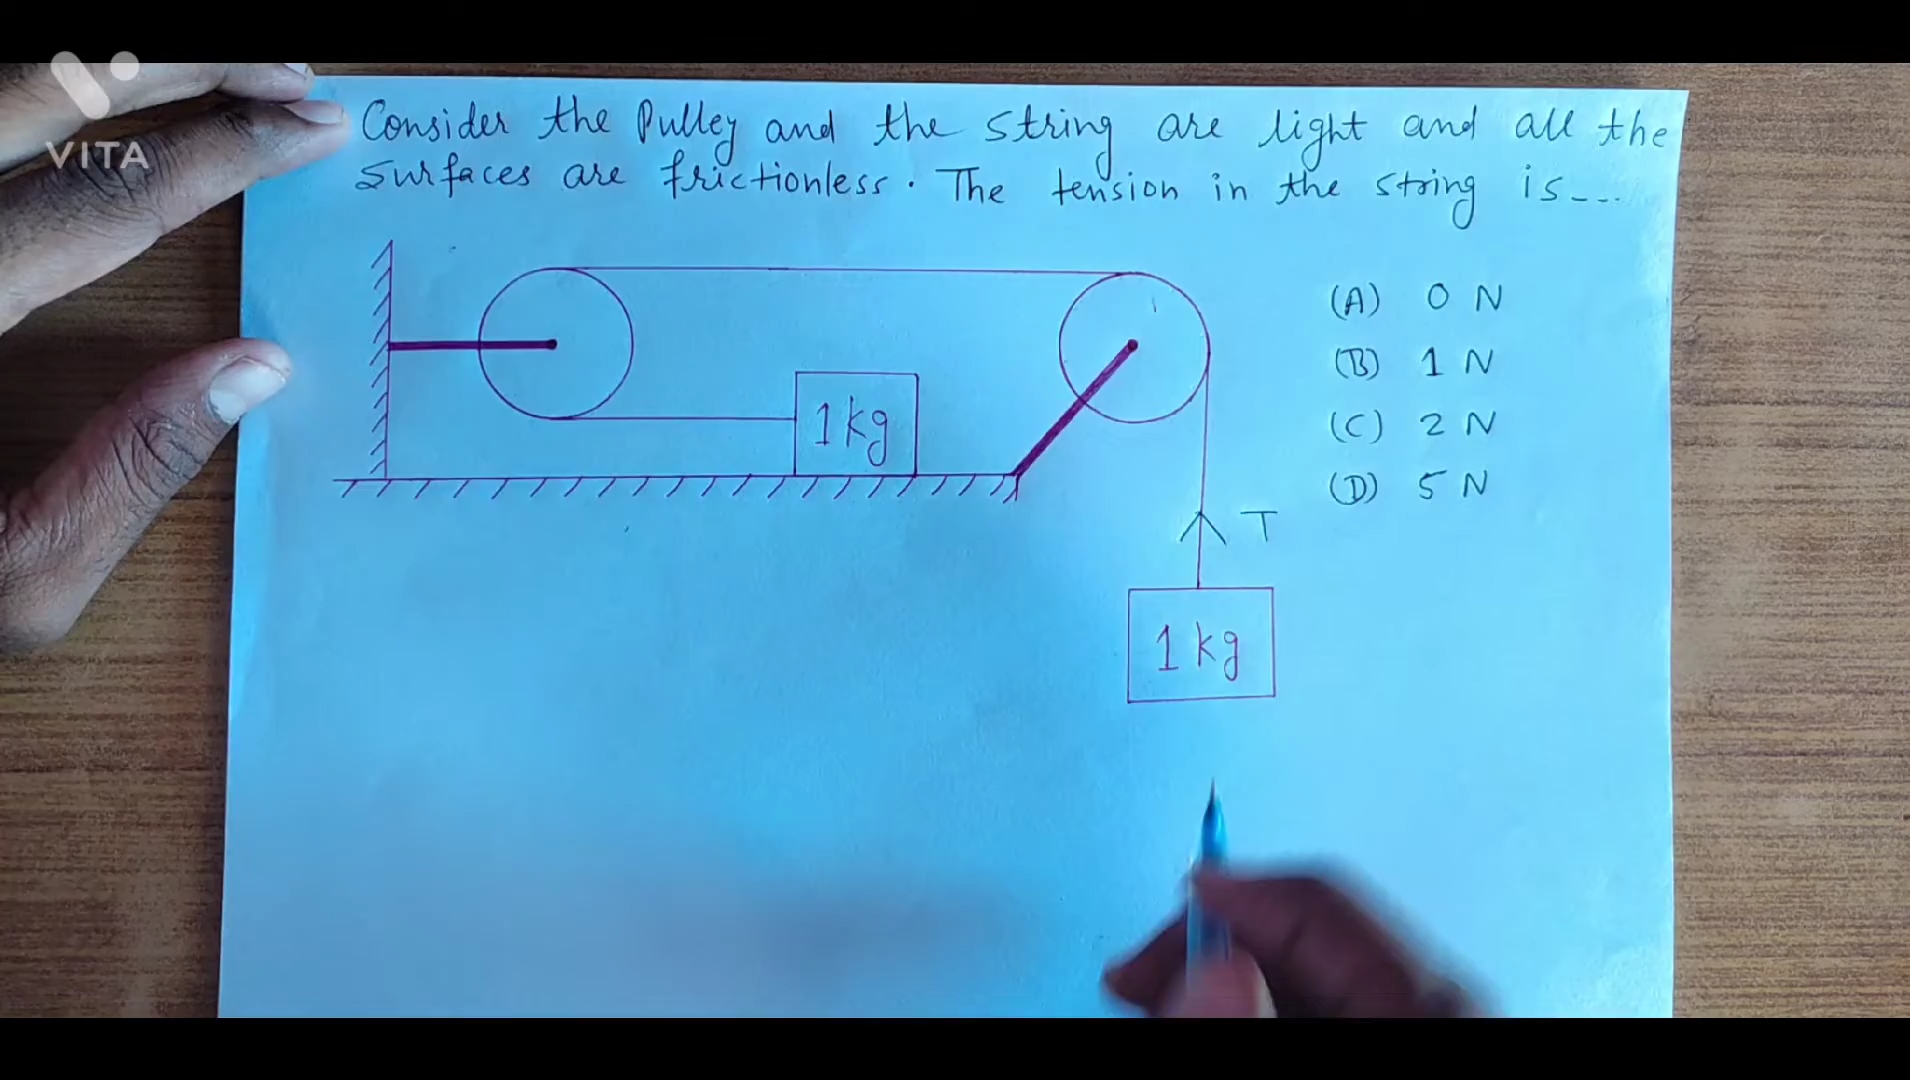 VITA
Consider the Pulley and the string are light and all the
surfaces are frictionless. The tension in the string is ---
(A) 0 N
(B) 1 N
(C) 2 N
(D) 5 N
1 kg
T
1 kg